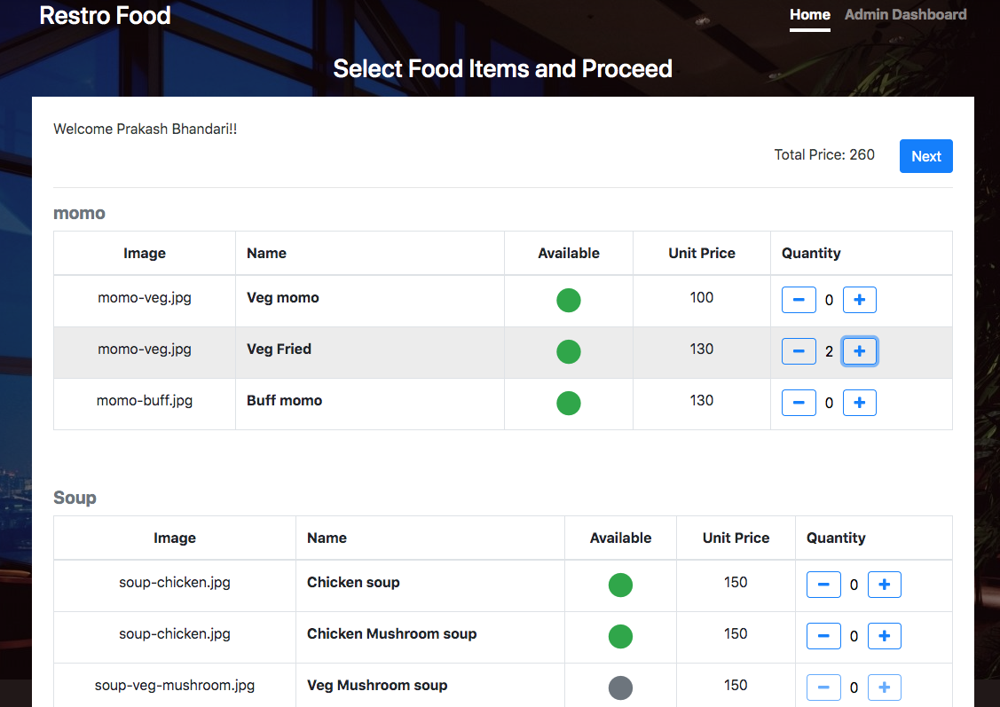 Restro Food
Home Admin Dashboard
Select Food Items and Proceed
Welcome Prakash Bhandari!!
Total Price: 260 Next
momo
Image Name Available Unit Price Quantity
momo-veg.jpg Veg momo 100 − 0 +
momo-veg.jpg Veg Fried 130 − 2 +
momo-buff.jpg Buff momo 130 − 0 +
Soup
Image Name Available Unit Price Quantity
soup-chicken.jpg Chicken soup 150 − 0 +
soup-chicken.jpg Chicken Mushroom soup 150 − 0 +
soup-veg-mushroom.jpg Veg Mushroom soup 150 − 0 +